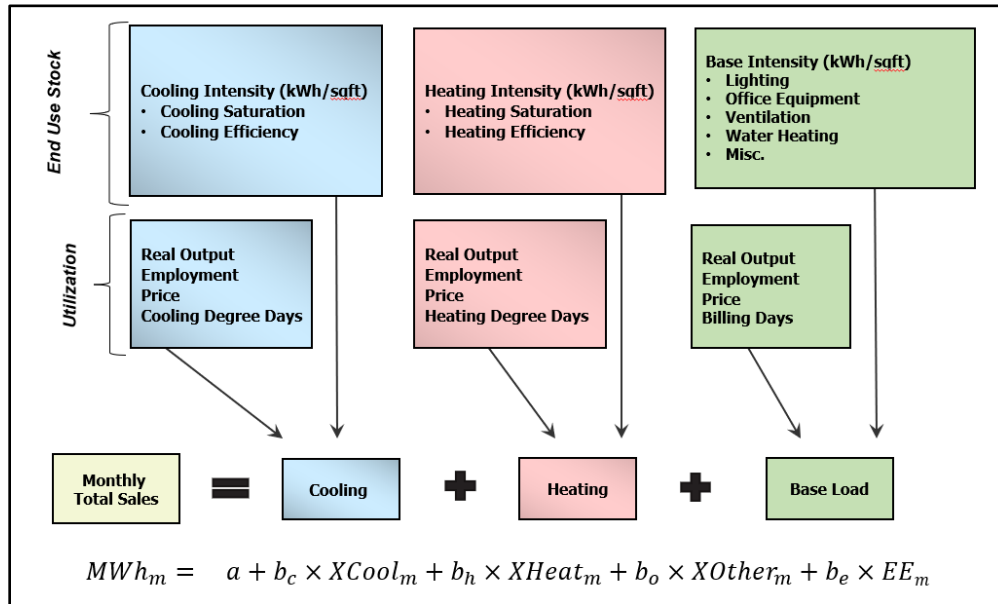 End Use Stock
Cooling Intensity (kWh/sqft)
• Cooling Saturation
• Cooling Efficiency
Heating Intensity (kWh/sqft)
• Heating Saturation
• Heating Efficiency
Base Intensity (kWh/sqft)
• Lighting
• Office Equipment
• Ventilation
• Water Heating
• Misc.
Utilization
Real Output
Employment
Price
Cooling Degree Days
Real Output
Employment
Price
Heating Degree Days
Real Output
Employment
Price
Billing Days
Monthly
Total Sales
=
Cooling
+
Heating
+
Base Load
MWh_m = a + b_c × XCool_m + b_h × XHeat_m + b_o × XOther_m + b_e × EE_m